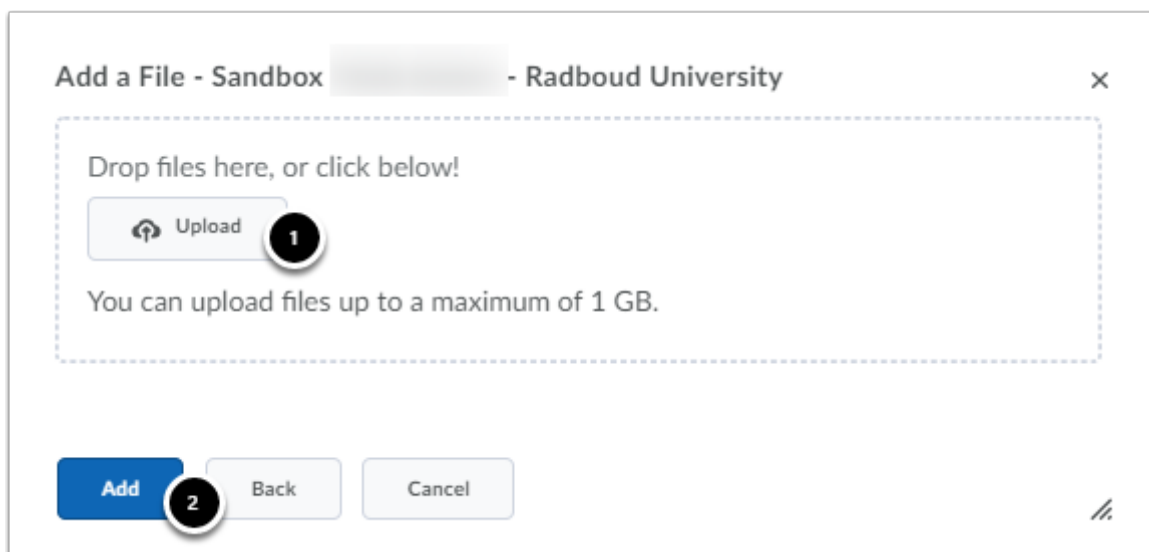 Add a File - Sandbox - Radboud University
Drop files here, or click below!
Upload
1
You can upload files up to a maximum of 1 GB.
Add
2
Back
Cancel